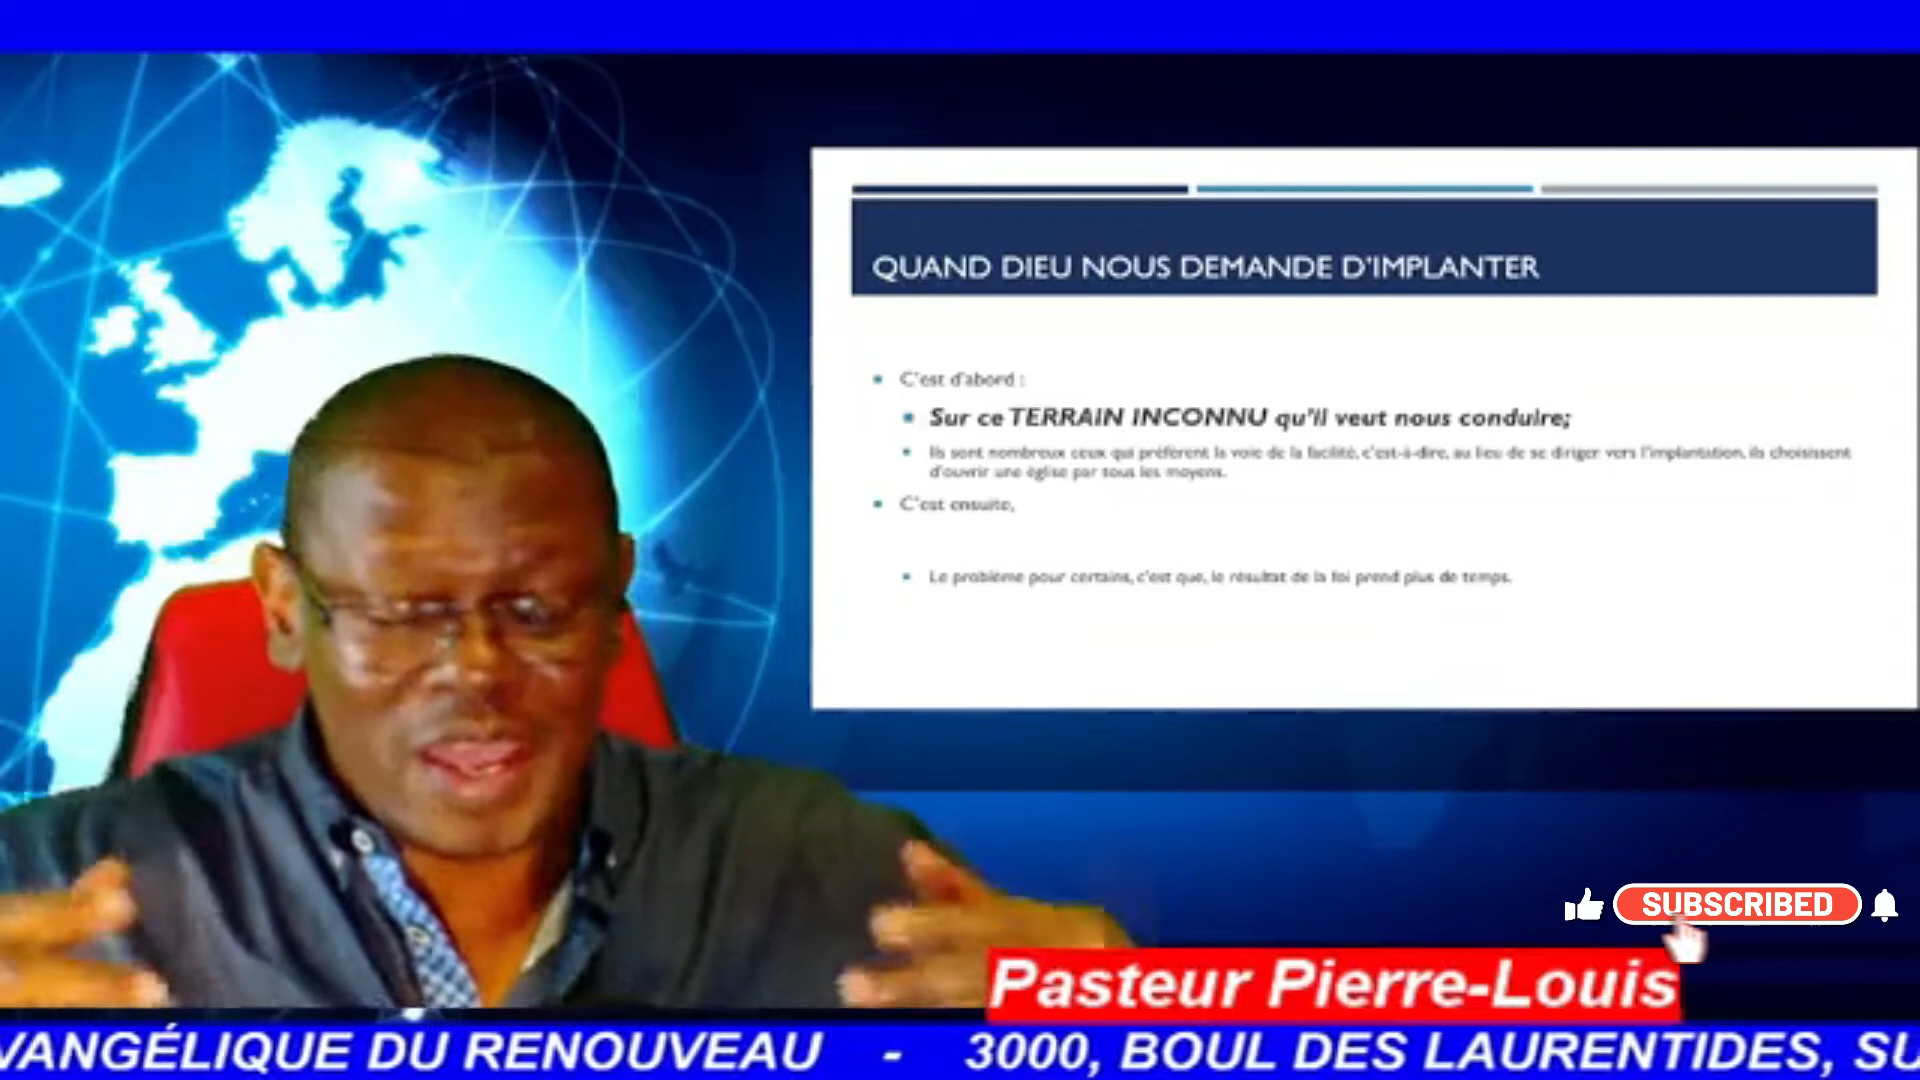 QUAND DIEU NOUS DEMANDE D'IMPLANTER
C'est d'abord :
Sur ce TERRAIN INCONNU qu'il veut nous conduire;
Ils sont nombreux ceux qui préfèrent la voie de la facilité, c'est-à-dire, au lieu de se diriger vers l'implantation, ils choisissent
d'ouvrir une église par tous les moyens.
C'est ensuite,
Le problème pour certains, c'est que, le résultat de la foi prend plus de temps.
SUBSCRIBED
Pasteur Pierre-Louis
VANGÉLIQUE DU RENOUVEAU - 3000, BOUL DES LAURENTIDES, SU